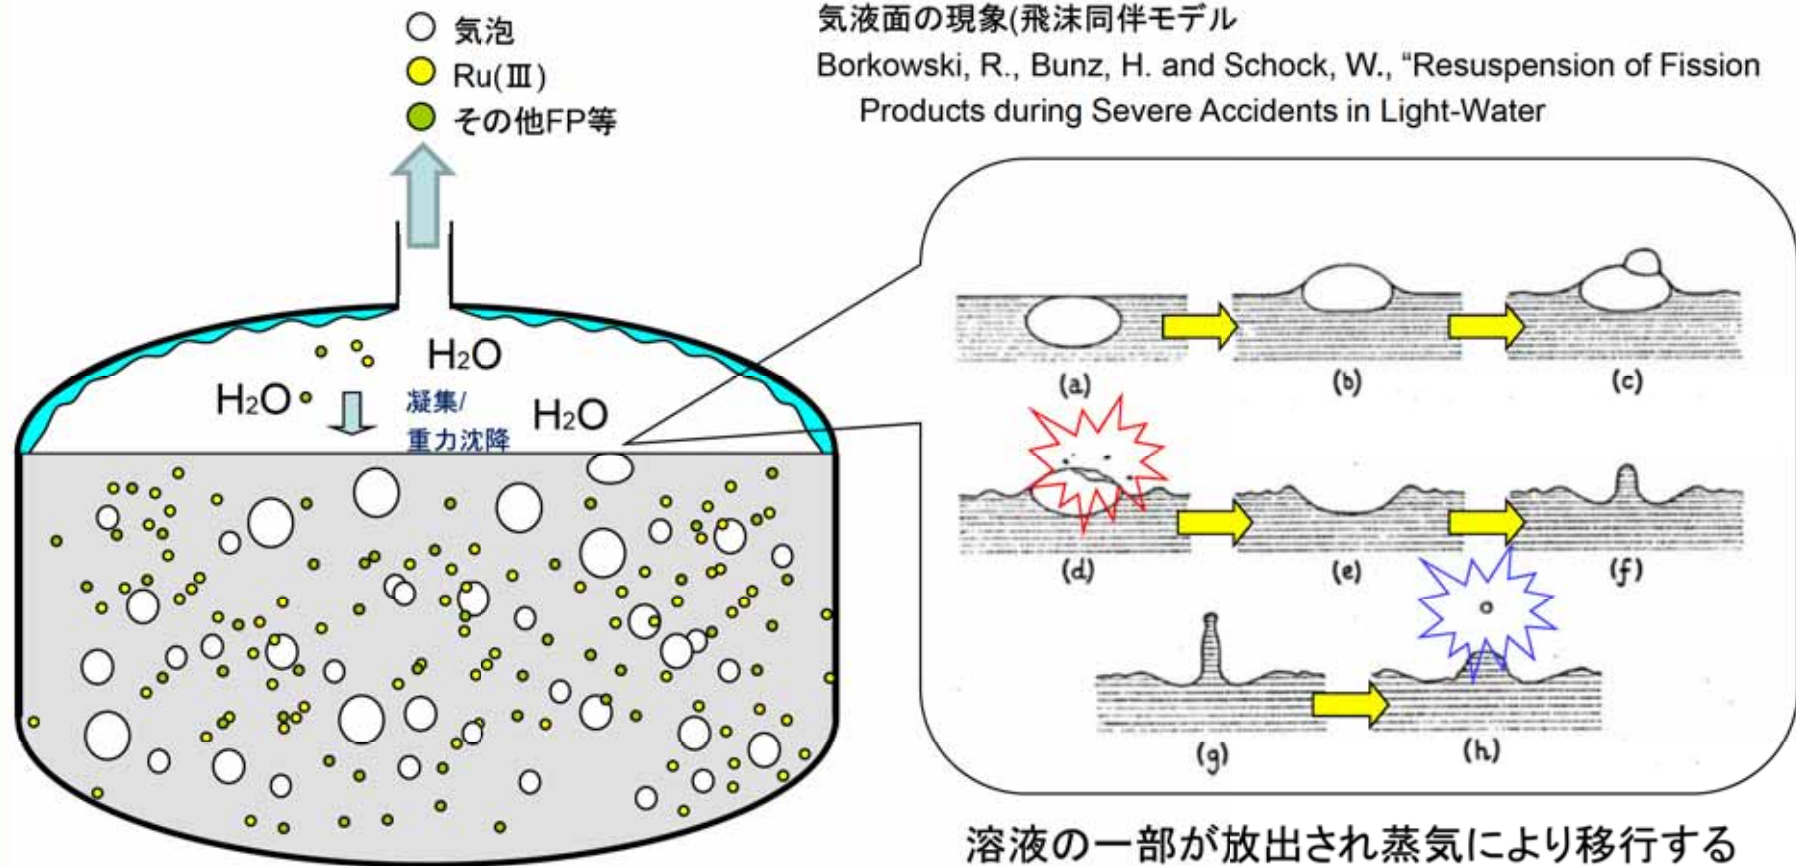 気泡
Ru(Ⅲ)
その他FP等
気液面の現象(飛沫同伴モデル
Borkowski, R., Bunz, H. and Schock, W., “Resuspension of Fission
Products during Severe Accidents in Light-Water
H2O
H2O
凝集/
重力沈降
H2O
(a)
(b)
(c)
(d)
(e)
(f)
(g)
(h)
溶液の一部が放出され蒸気により移行する